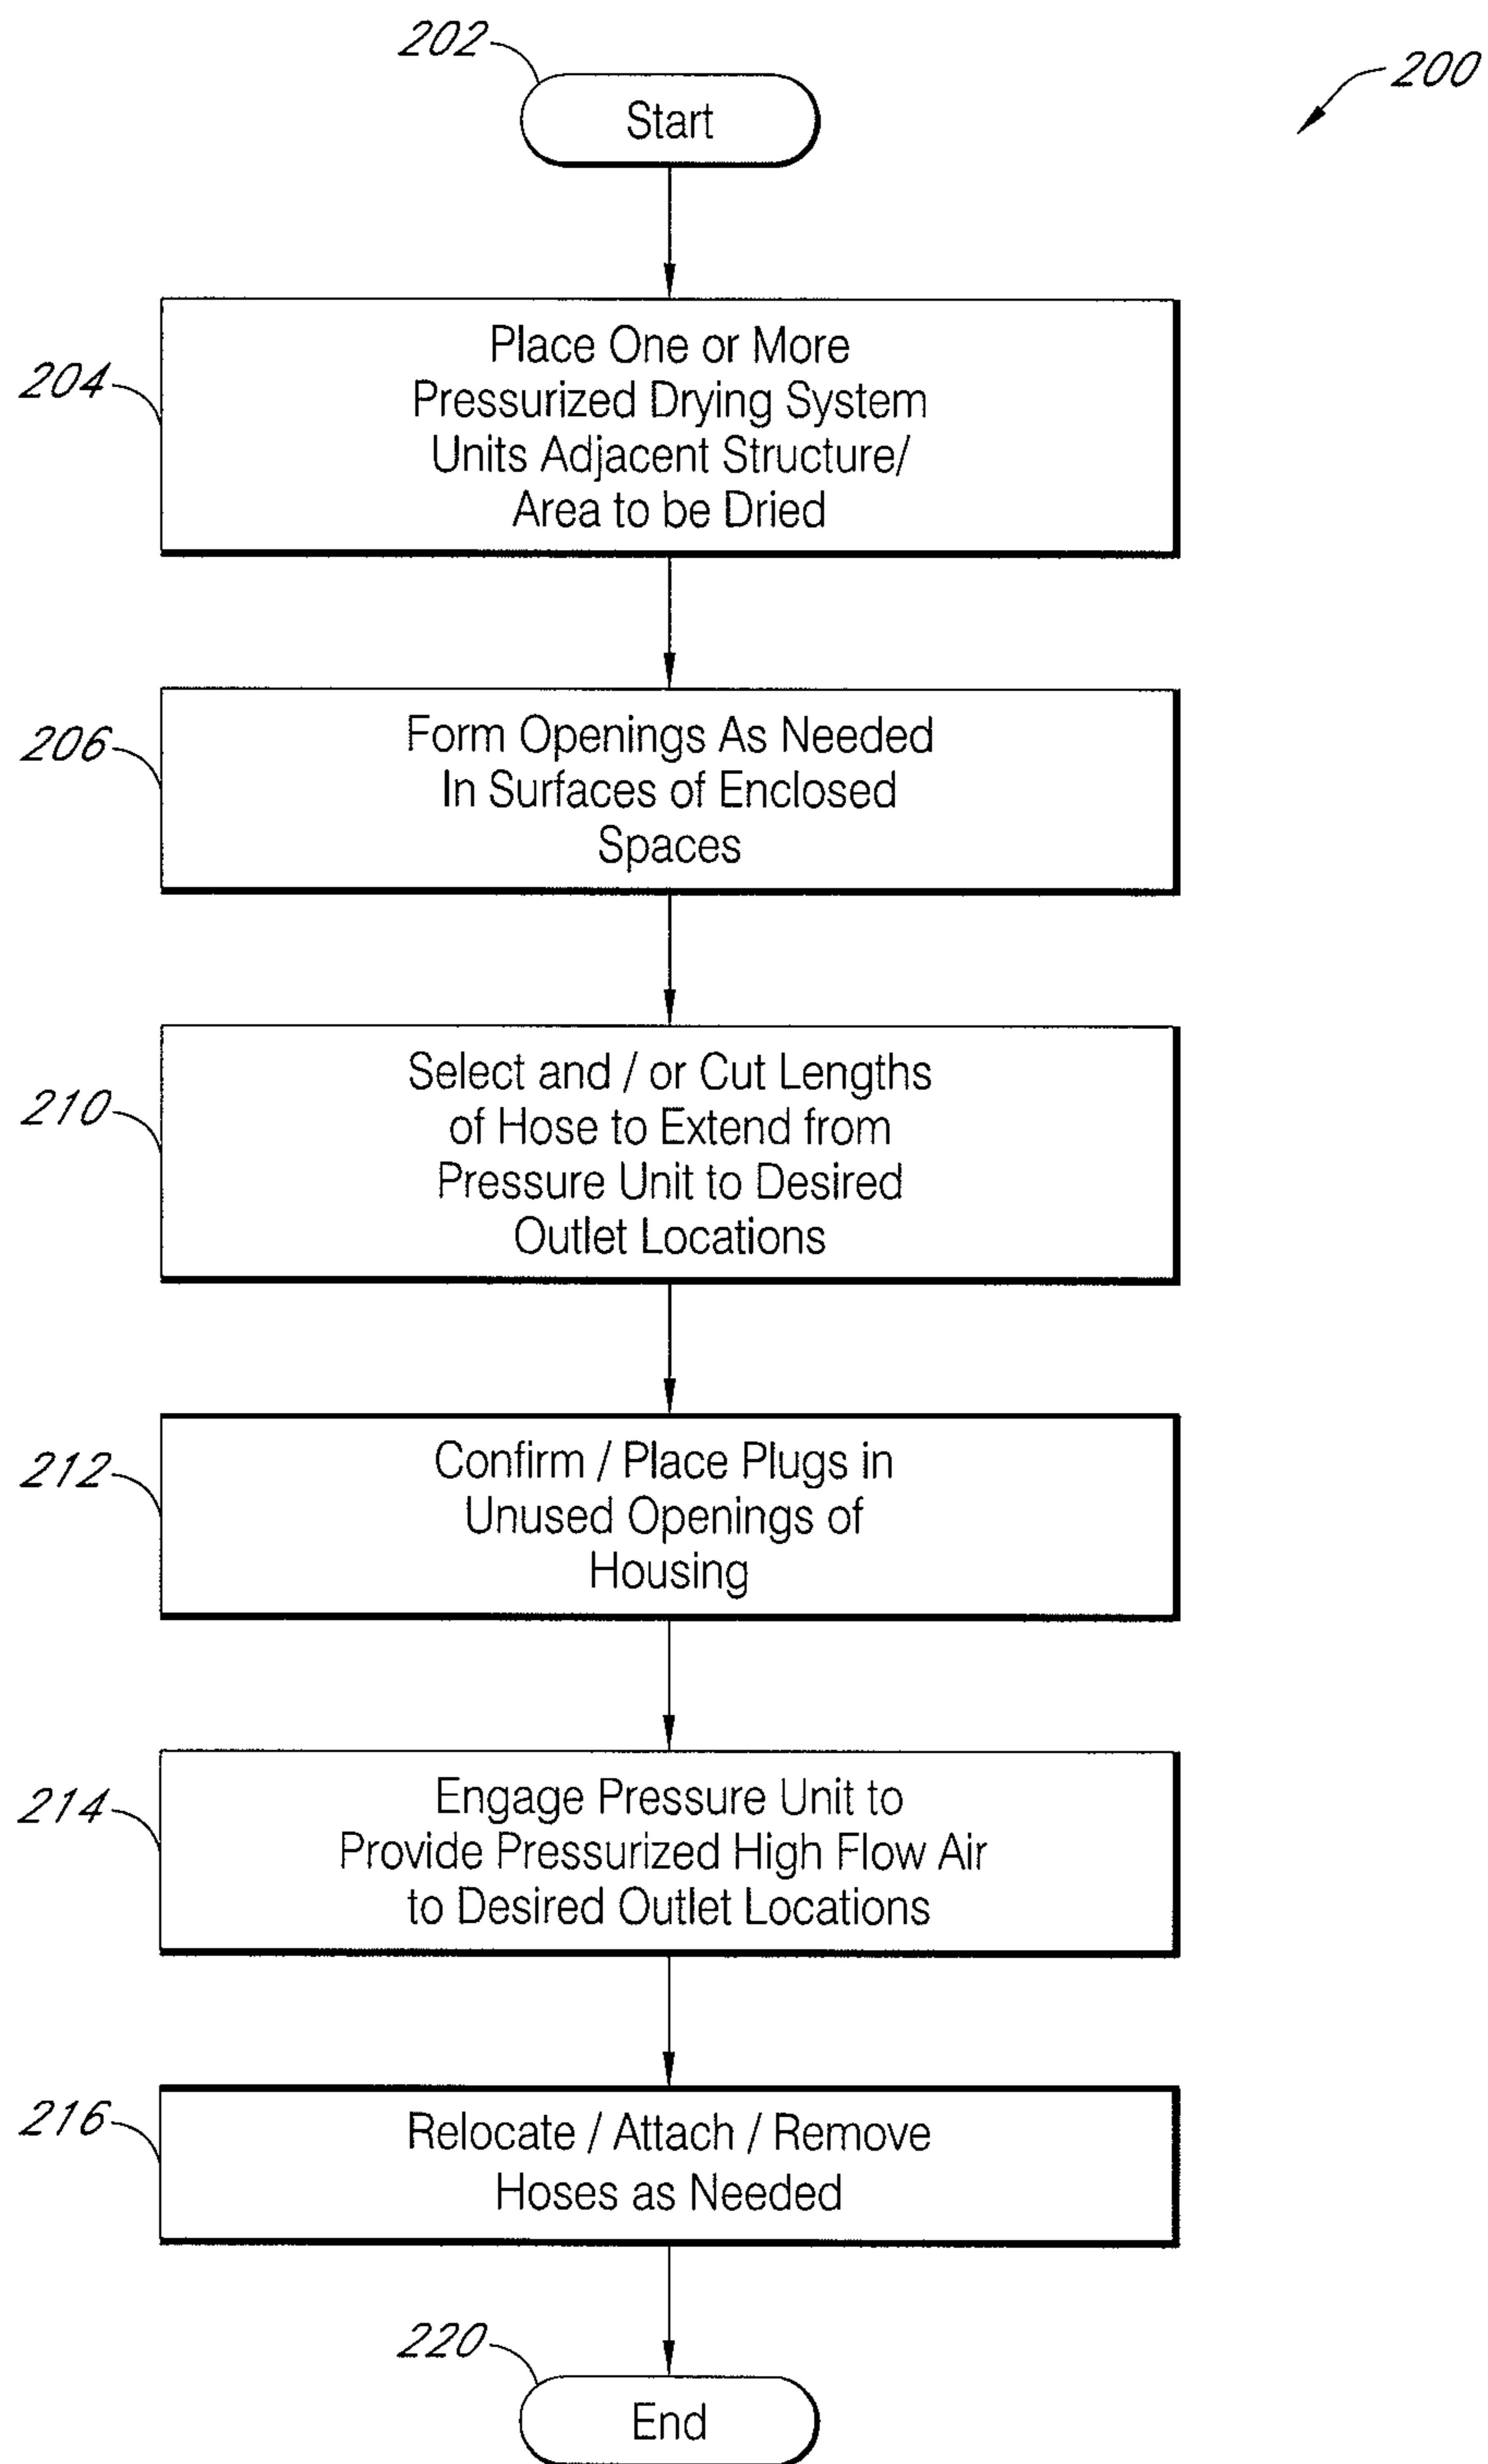 202
Start
200
204
Place One or More
Pressurized Drying System
Units Adjacent Structure/
Area to be Dried
206
Form Openings As Needed
In Surfaces of Enclosed
Spaces
210
Select and / or Cut Lengths
of Hose to Extend from
Pressure Unit to Desired
Outlet Locations
212
Confirm / Place Plugs in
Unused Openings of
Housing
214
Engage Pressure Unit to
Provide Pressurized High Flow Air
to Desired Outlet Locations
216
Relocate / Attach / Remove
Hoses as Needed
220
End